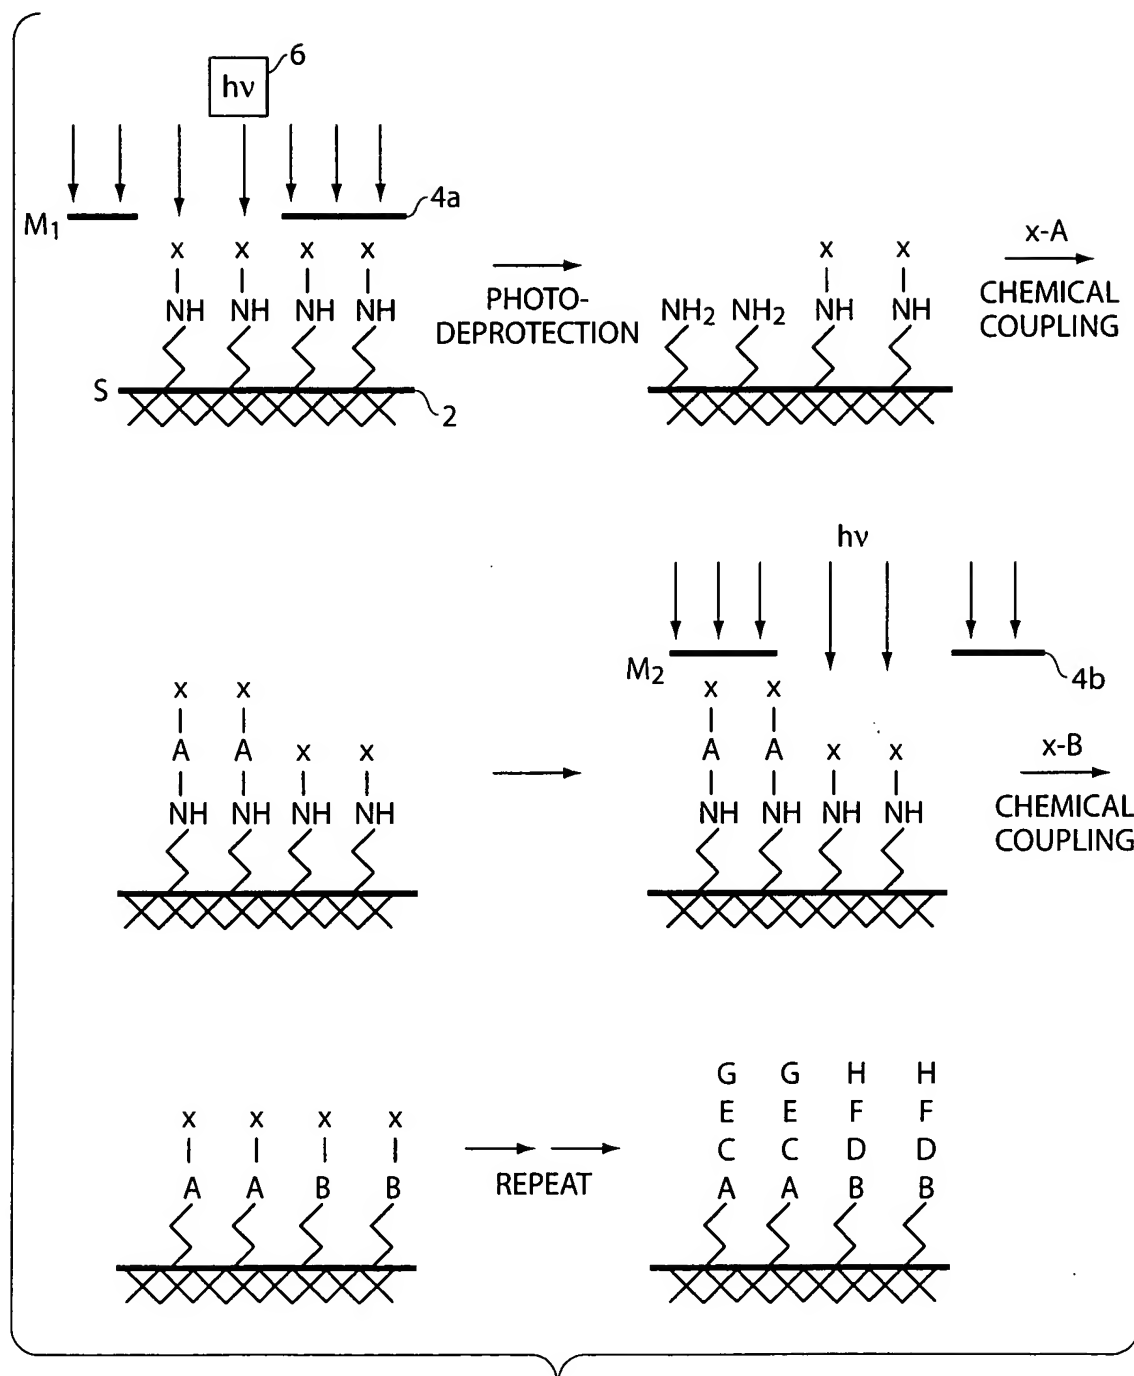 6
hν
4a
M1
x x x x
x x
x-A
NH NH NH NH
PHOTO-
DEPROTECTION
NH2 NH2 NH NH
CHEMICAL
COUPLING
S
2
hν
M2
4b
x x
x x
A A x x
A A x x
x-B
NH NH NH NH
NH NH NH NH
CHEMICAL
COUPLING
G G H H
x x x x
E E F F
C C D D
A A B B
REPEAT
A A B B